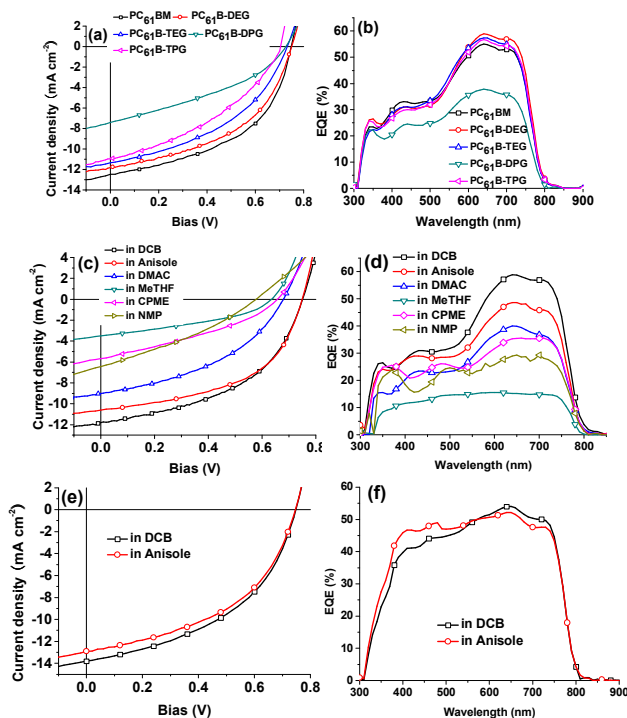 (a)
PC61BM PC61B-DEG
PC61B-TEG PC61B-DPG
PC61B-TPG
4
2
0
-2
-4
-6
-8
-10
-12
-14
0.0 0.2 0.4 0.6 0.8
Current density (mA cm-2)
Bias (V)
(b)
70
60
50
40
30
20
10
0
300 400 500 600 700 800 900
EQE (%)
Wavelength (nm)
PC61BM
PC61B-DEG
PC61B-TEG
PC61B-DPG
PC61B-TPG
(c)
in DCB
in Anisole
in DMAC
in MeTHF
in CPME
in NMP
4
2
0
-2
-4
-6
-8
-10
-12
0.0 0.2 0.4 0.6 0.8
Current density (mA cm-2)
Bias (V)
(d)
in DCB
in Anisole
in DMAC
in MeTHF
in CPME
in NMP
70
60
50
40
30
20
10
0
300 400 500 600 700 800
EQE (%)
Wavelength (nm)
(e)
in DCB
in Anisole
2
0
-2
-4
-6
-8
-10
-12
-14
0.0 0.2 0.4 0.6 0.8
Current density (mA cm-2)
Bias (V)
(f)
in DCB
in Anisole
60
50
40
30
20
10
0
300 400 500 600 700 800 900
EQE (%)
Wavelength (nm)